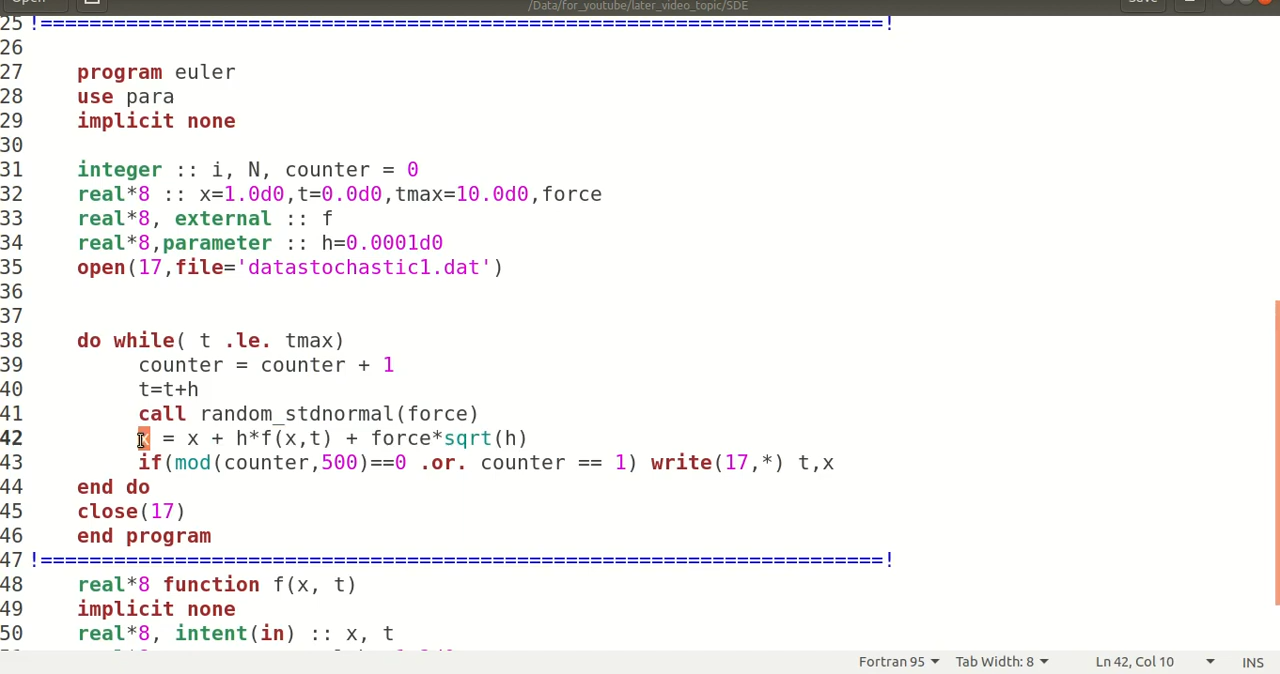 Open
/Data/for_youtube/later_video_topic/SDE
Save
25 !=====================================================================!
26
27 program euler
28 use para
29 implicit none
30
31 integer :: i, N, counter = 0
32 real*8 :: x=1.0d0,t=0.0d0,tmax=10.0d0,force
33 real*8, external :: f
34 real*8,parameter :: h=0.0001d0
35 open(17,file='datastochastic1.dat')
36
37
38 do while( t .le. tmax)
39 counter = counter + 1
40 t=t+h
41 call random_stdnormal(force)
42 x = x + h*f(x,t) + force*sqrt(h)
43 if(mod(counter,500)==0 .or. counter == 1) write(17,*) t,x
44 end do
45 close(17)
46 end program
47 !=====================================================================!
48 real*8 function f(x, t)
49 implicit none
50 real*8, intent(in) :: x, t
Fortran 95 Tab Width: 8 Ln 42, Col 10 INS